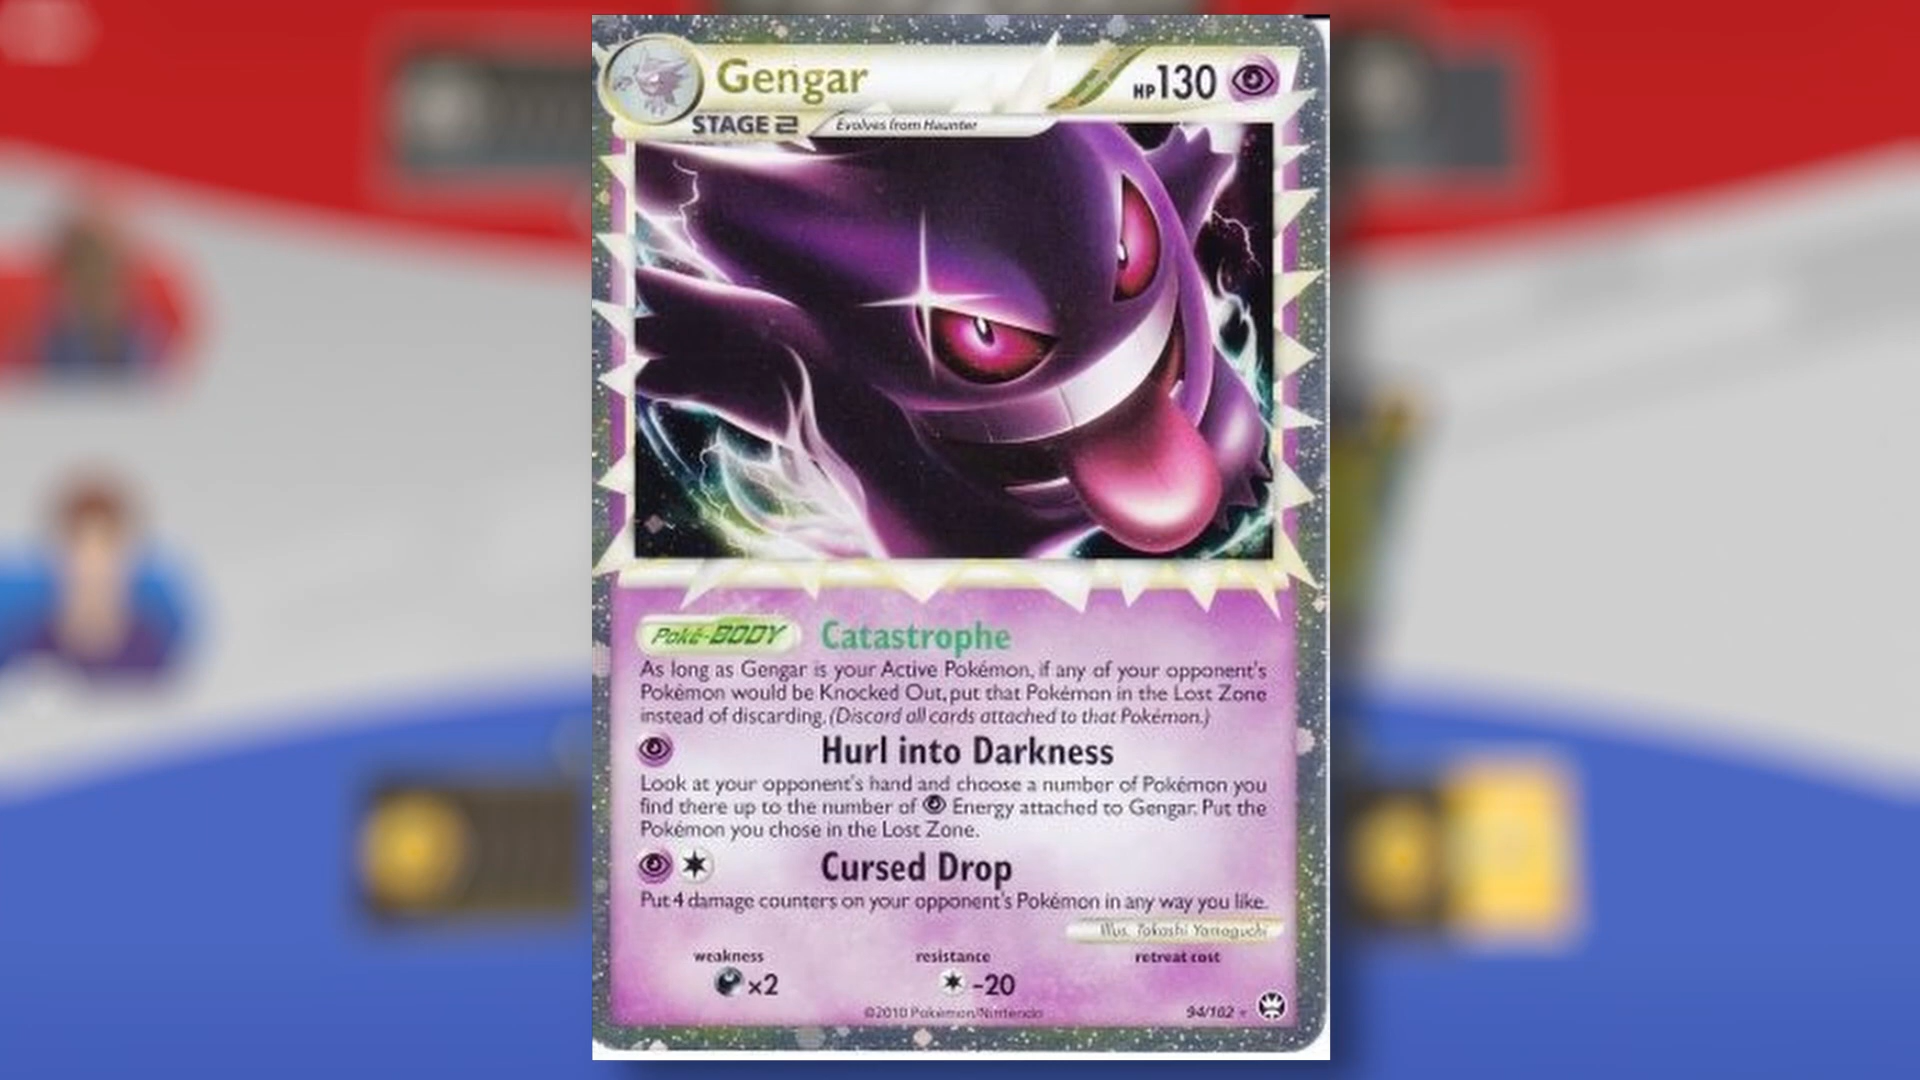 Gengar
HP130
STAGE 2
Evolves from Haunter
Poké-BODY Catastrophe
As long as Gengar is your Active Pokémon, if any of your opponent's
Pokémon would be Knocked Out, put that Pokémon in the Lost Zone
instead of discarding. (Discard all cards attached to that Pokémon.)
Hurl into Darkness
Look at your opponent's hand and choose a number of Pokémon you
find there up to the number of Energy attached to Gengar. Put the
Pokémon you chose in the Lost Zone.
Cursed Drop
Put 4 damage counters on your opponent's Pokémon in any way you like.
Illus. Takashi Yamaguchi
weakness resistance retreat cost
×2 -20
©2010 Pokémon/Nintendo 94/102